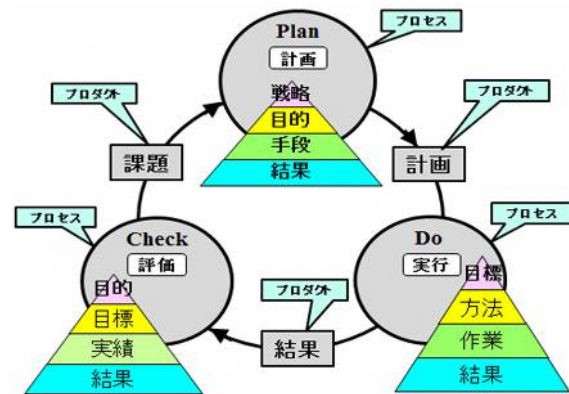 Plan
計画
戦略
目的
手段
結果
プロセス
プロダクト
プロダクト
課題
計画
プロセス
Check
評価
目的
目標
実績
結果
プロダクト
結果
プロセス
Do
実行
目標
方法
作業
結果